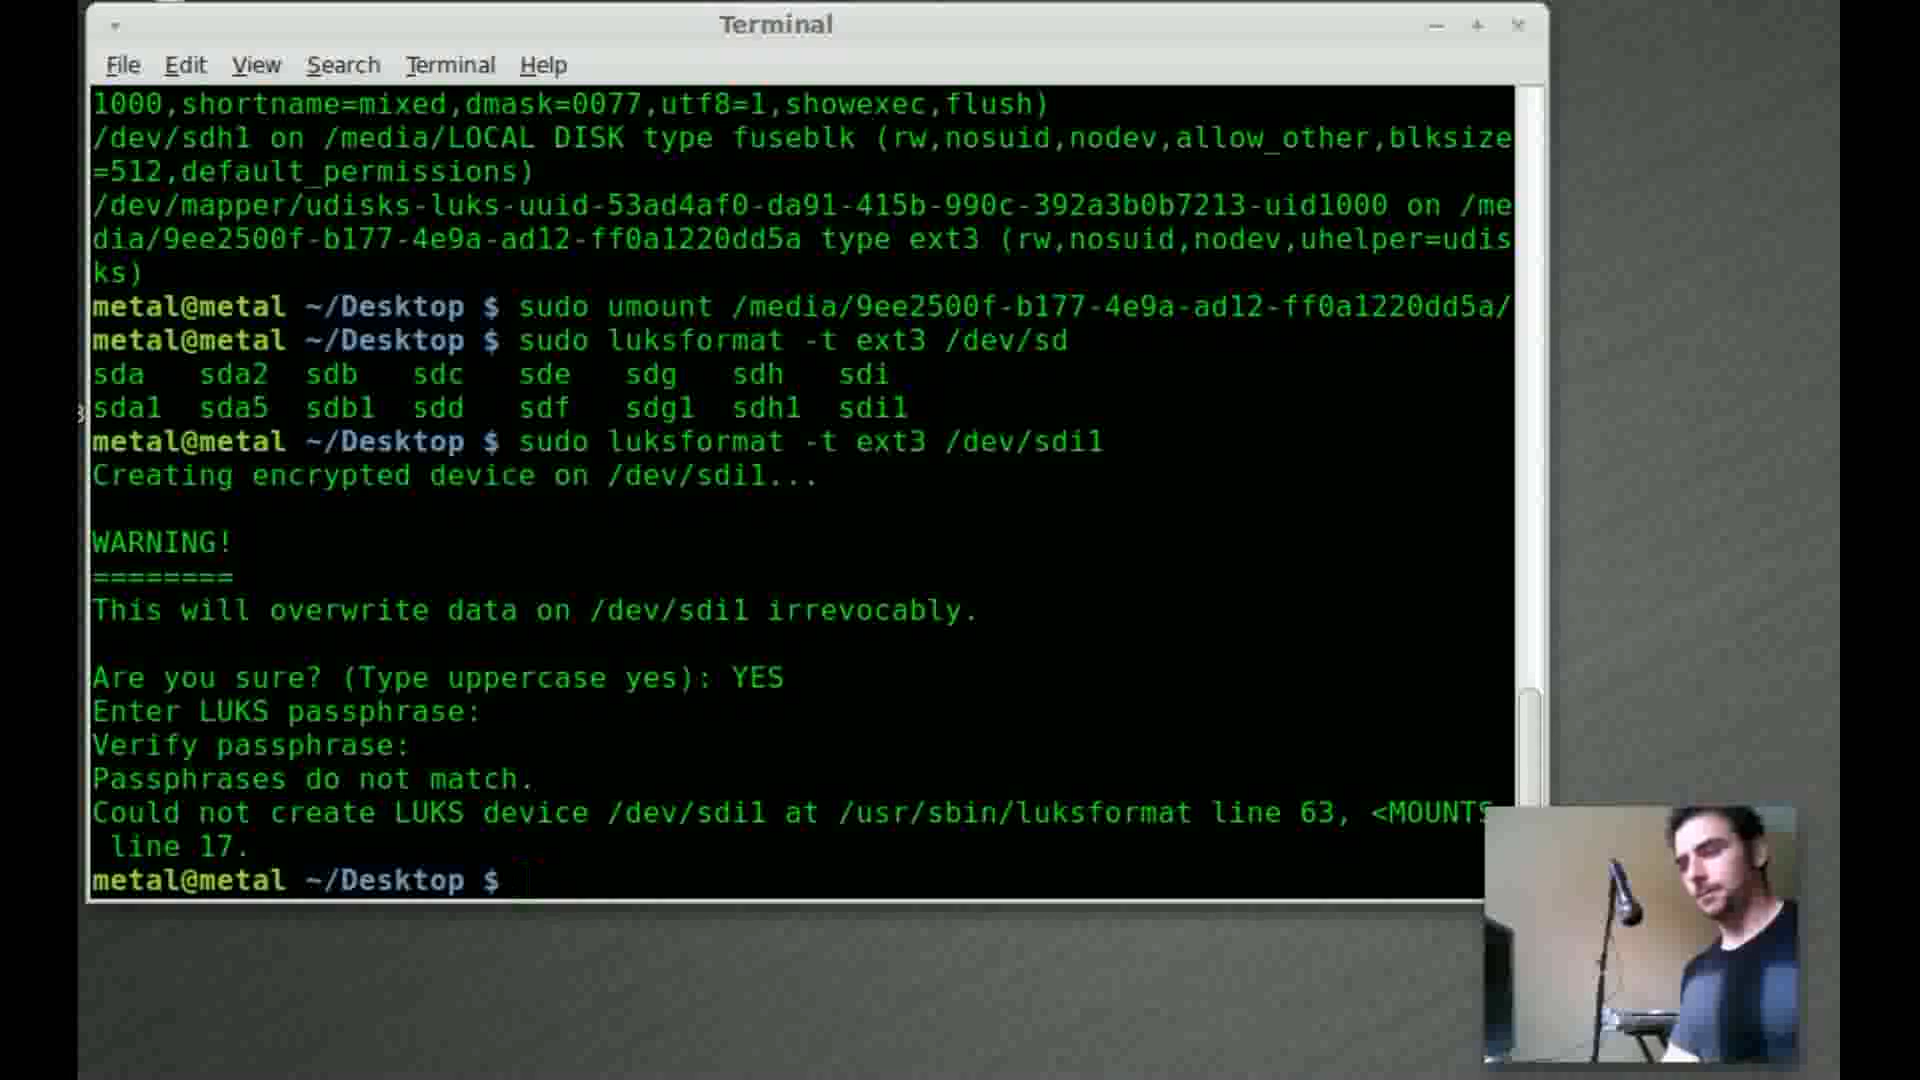 Terminal
File Edit View Search Terminal Help
1000,shortname=mixed,dmask=0077,utf8=1,showexec,flush)
/dev/sdh1 on /media/LOCAL DISK type fuseblk (rw,nosuid,nodev,allow_other,blksize
=512,default_permissions)
/dev/mapper/udisks-luks-uuid-53ad4af0-da91-415b-990c-392a3b0b7213-uid1000 on /me
dia/9ee2500f-b177-4e9a-ad12-ff0a1220dd5a type ext3 (rw,nosuid,nodev,uhelper=udis
ks)
metal@metal ~/Desktop $ sudo umount /media/9ee2500f-b177-4e9a-ad12-ff0a1220dd5a/
metal@metal ~/Desktop $ sudo luksformat -t ext3 /dev/sd
sda sda2 sdb sdc sde sdg sdh sdi
sda1 sda5 sdb1 sdd sdf sdg1 sdh1 sdi1
metal@metal ~/Desktop $ sudo luksformat -t ext3 /dev/sdi1
Creating encrypted device on /dev/sdi1...
WARNING!
========
This will overwrite data on /dev/sdi1 irrevocably.
Are you sure? (Type uppercase yes): YES
Enter LUKS passphrase:
Verify passphrase:
Passphrases do not match.
Could not create LUKS device /dev/sdi1 at /usr/sbin/luksformat line 63, <MOUNTS
line 17.
metal@metal ~/Desktop $